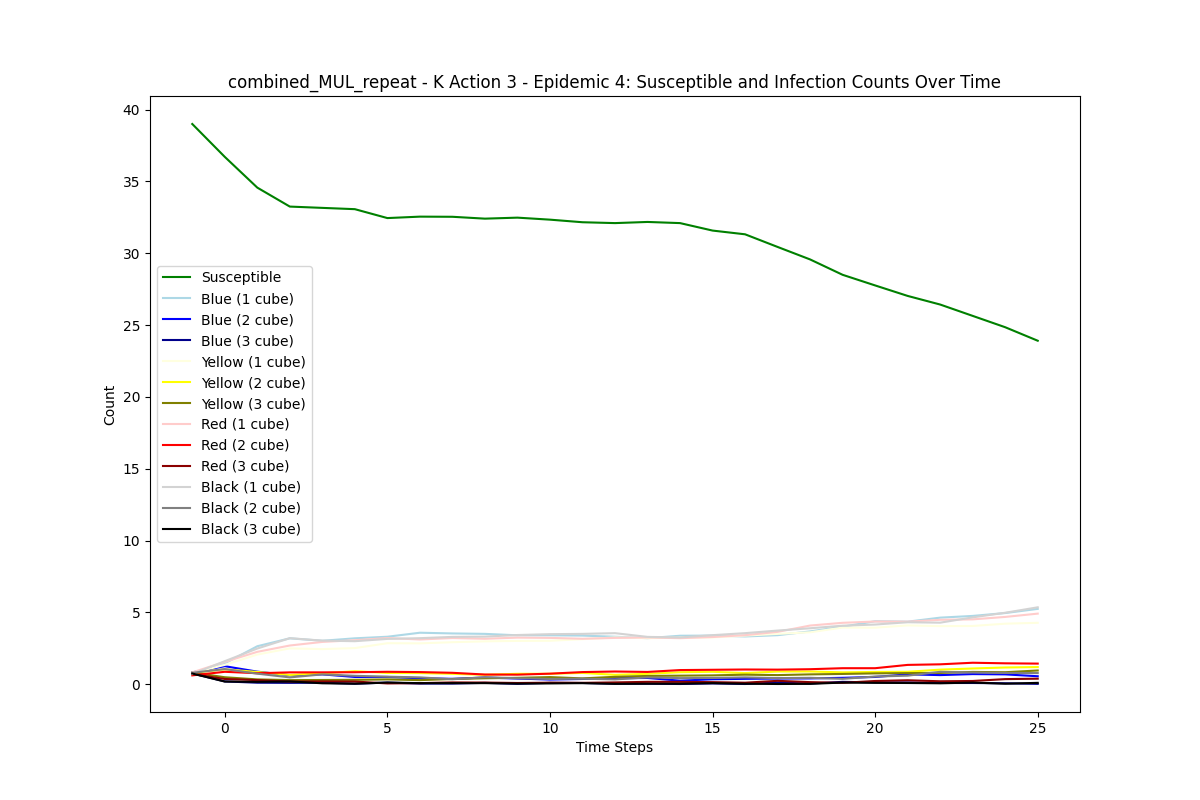 combined_MUL_repeat - K Action 3 - Epidemic 4: Susceptible and Infection Counts Over Time
40
35
30
25
20
15
10
5
0
Count
Susceptible
Blue (1 cube)
Blue (2 cube)
Blue (3 cube)
Yellow (1 cube)
Yellow (2 cube)
Yellow (3 cube)
Red (1 cube)
Red (2 cube)
Red (3 cube)
Black (1 cube)
Black (2 cube)
Black (3 cube)
0 5 10 15 20 25
Time Steps